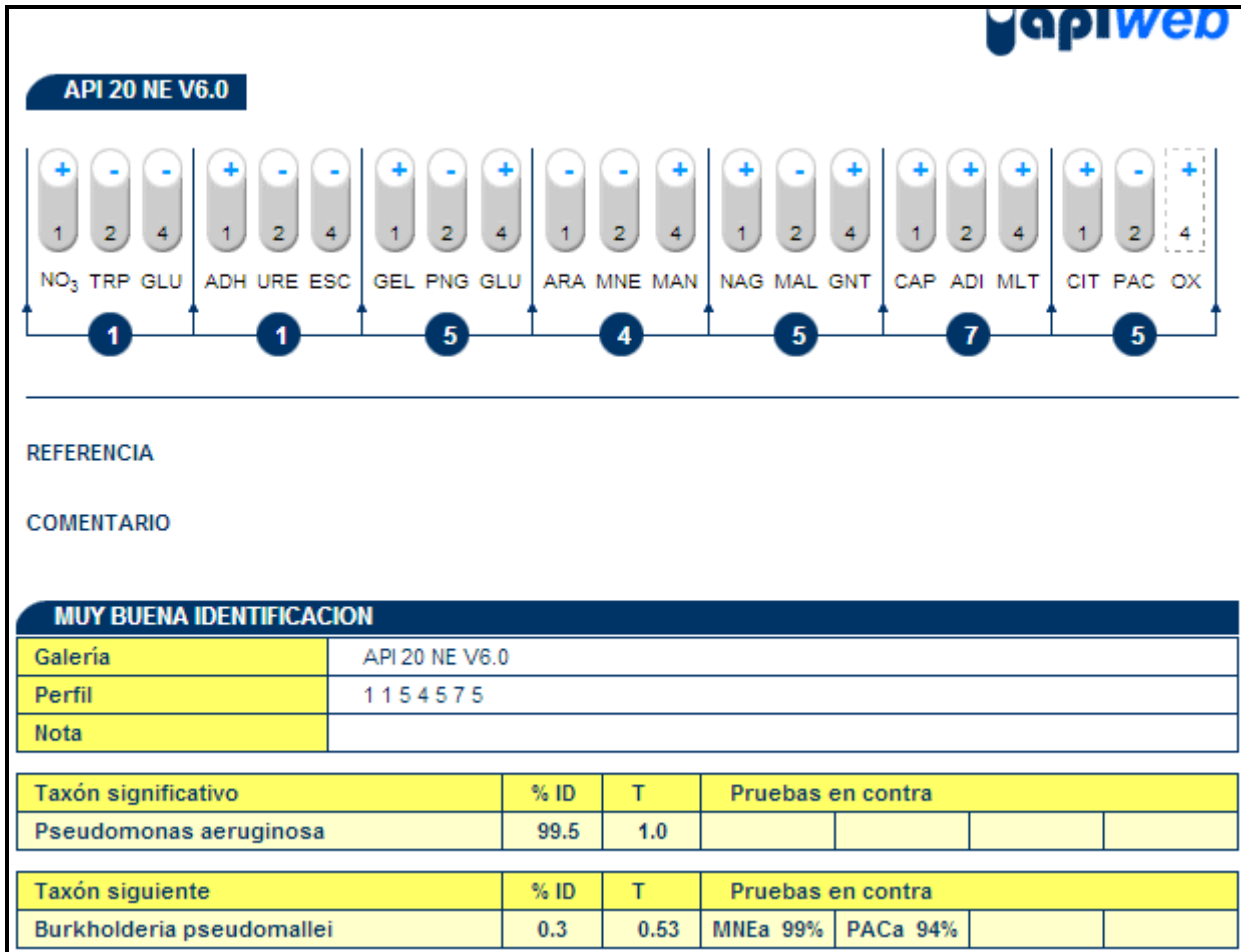 apiweb
API 20 NE V6.0
+ - - + - - + - + - - + + - + + + + + - +
1 2 4 1 2 4 1 2 4 1 2 4 1 2 4 1 2 4 1 2 4
NO₃ TRP GLU ADH URE ESC GEL PNG GLU ARA MNE MAN NAG MAL GNT CAP ADI MLT CIT PAC OX
1 1 5 4 5 7 5
REFERENCIA
COMENTARIO
MUY BUENA IDENTIFICACION
Galería API 20 NE V6.0
Perfil 1 1 5 4 5 7 5
Nota
Taxón significativo % ID T Pruebas en contra
Pseudomonas aeruginosa 99.5 1.0
Taxón siguiente % ID T Pruebas en contra
Burkholderia pseudomallei 0.3 0.53 MNEa 99% PACa 94%